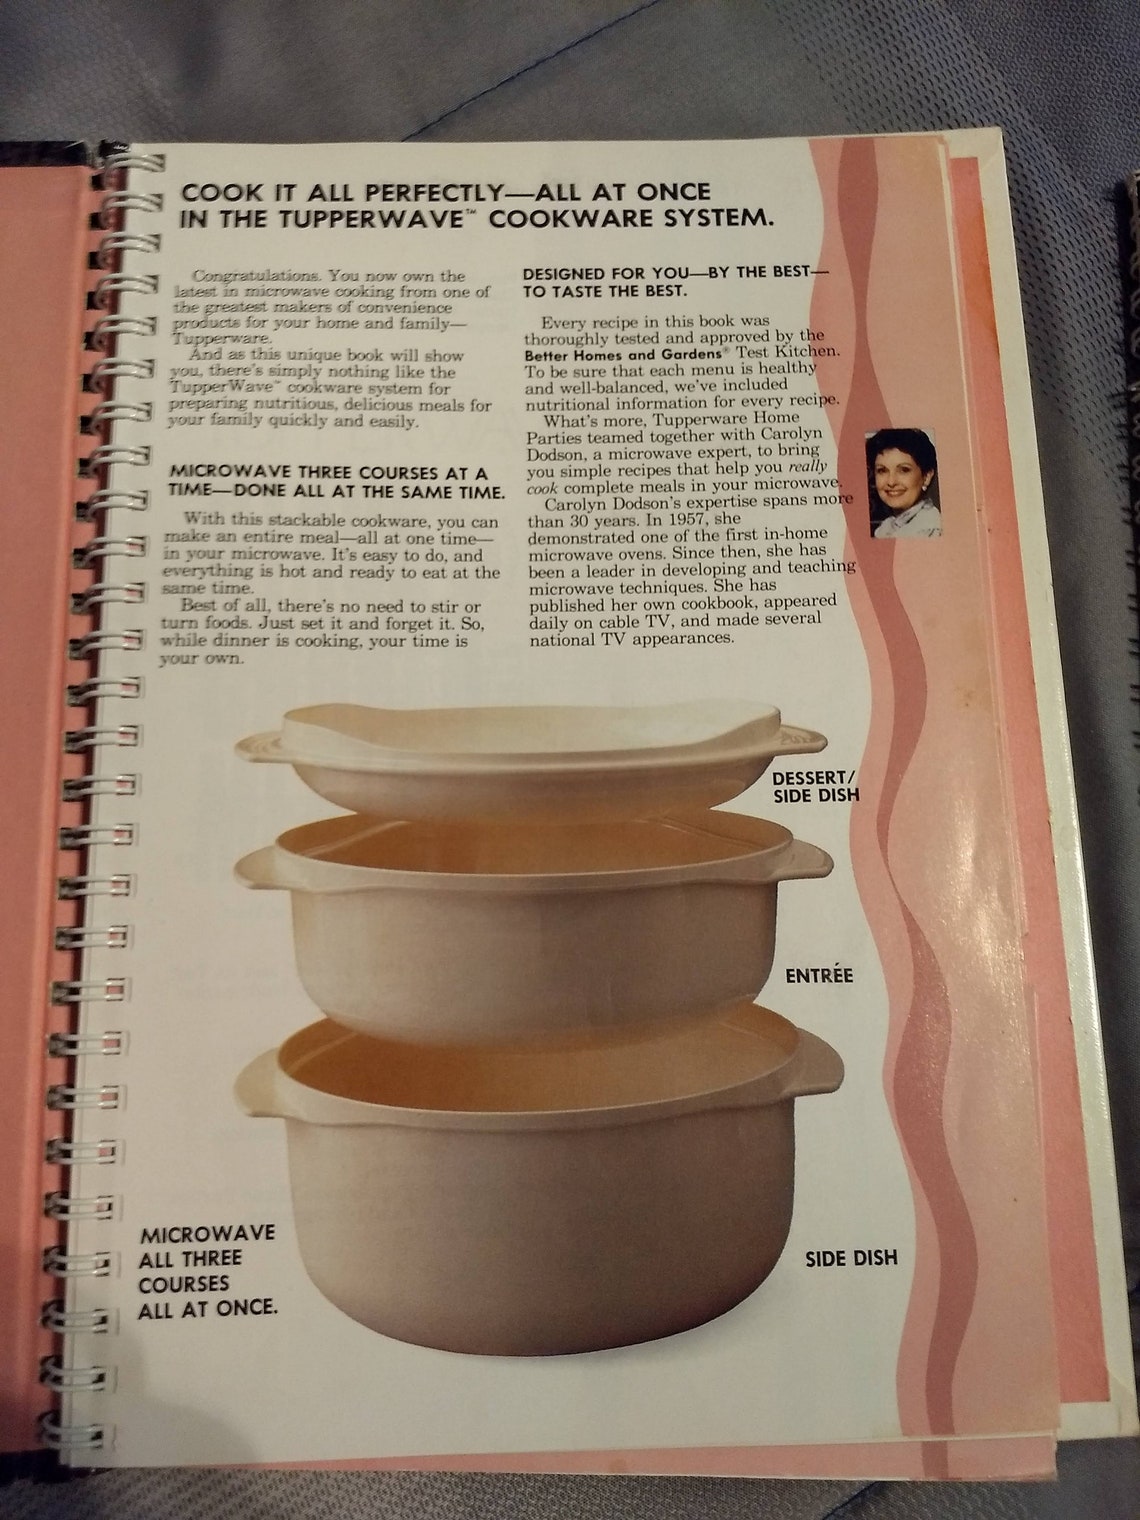 COOK IT ALL PERFECTLY—ALL AT ONCE
IN THE TUPPERWAVE™ COOKWARE SYSTEM.
Congratulations. You now own the
latest in microwave cooking from one of
the greatest makers of convenience
products for your home and family—
Tupperware.
And as this unique book will show
you, there's simply nothing like the
TupperWave™ cookware system for
preparing nutritious, delicious meals for
your family quickly and easily.
MICROWAVE THREE COURSES AT A
TIME—DONE ALL AT THE SAME TIME.
With this stackable cookware, you can
make an entire meal—all at one time—
in your microwave. It's easy to do, and
everything is hot and ready to eat at the
same time.
Best of all, there's no need to stir or
turn foods. Just set it and forget it. So,
while dinner is cooking, your time is
your own.
DESIGNED FOR YOU—BY THE BEST—
TO TASTE THE BEST.
Every recipe in this book was
thoroughly tested and approved by the
Better Homes and Gardens® Test Kitchen.
To be sure that each menu is healthy
and well-balanced, we've included
nutritional information for every recipe.
What's more, Tupperware Home
Parties teamed together with Carolyn
Dodson, a microwave expert, to bring
you simple recipes that help you really
cook complete meals in your microwave.
Carolyn Dodson's expertise spans more
than 30 years. In 1957, she
demonstrated one of the first in-home
microwave ovens. Since then, she has
been a leader in developing and teaching
microwave techniques. She has
published her own cookbook, appeared
daily on cable TV, and made several
national TV appearances.
DESSERT/
SIDE DISH
ENTRÉE
SIDE DISH
MICROWAVE
ALL THREE
COURSES
ALL AT ONCE.